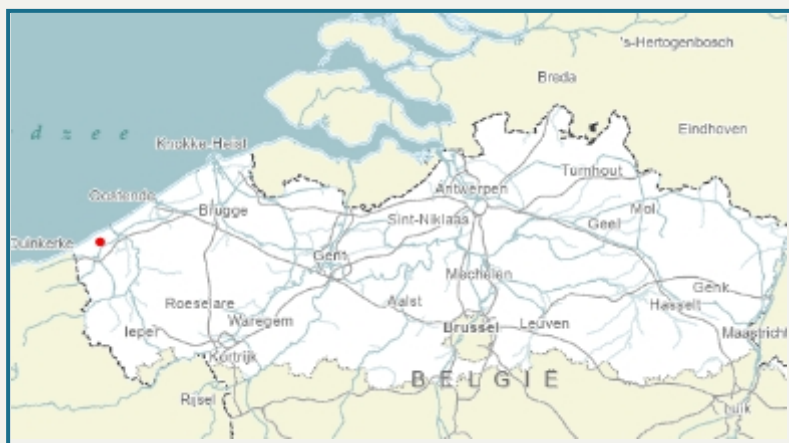 's-Hertogenbosch
Breda
Eindhoven
d z e e
Knokke-Heist
Turnhout
Antwerpen
Oostende
Brugge
Mol
Sint-Niklaas
Geel
Duinkerke
Gent
Mechelen
Genk
Roeselare
Aalst
Hasselt
Waregem
Ieper
Brussel
Leuven
Maastricht
Kortrijk
BELGIË
Rijsel
Luik